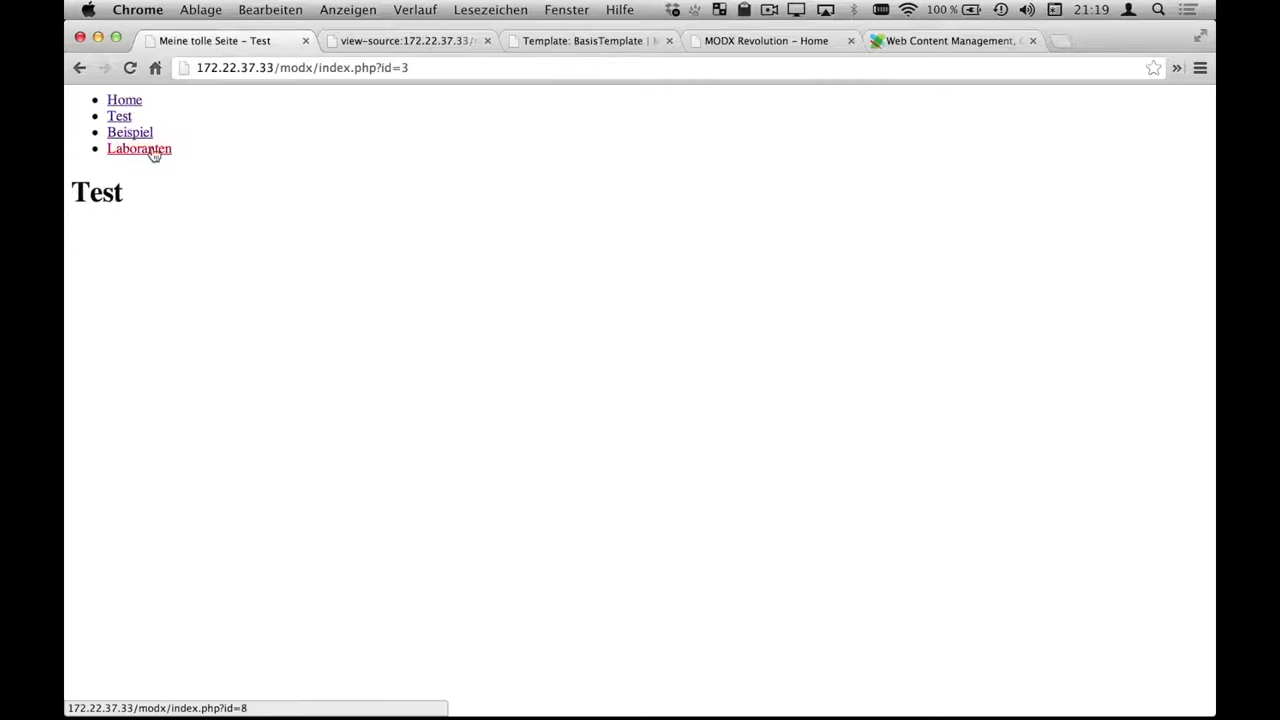 Chrome Ablage Bearbeiten Anzeigen Verlauf Lesezeichen Fenster Hilfe 100 % 21:19
Meine tolle Seite – Test view-source:172.22.37.33/ Template: BasisTemplate | MODX Revolution – Home Web Content Management,
172.22.37.33/modx/index.php?id=3
Home
Test
Beispiel
Laboranten
Test
172.22.37.33/modx/index.php?id=8